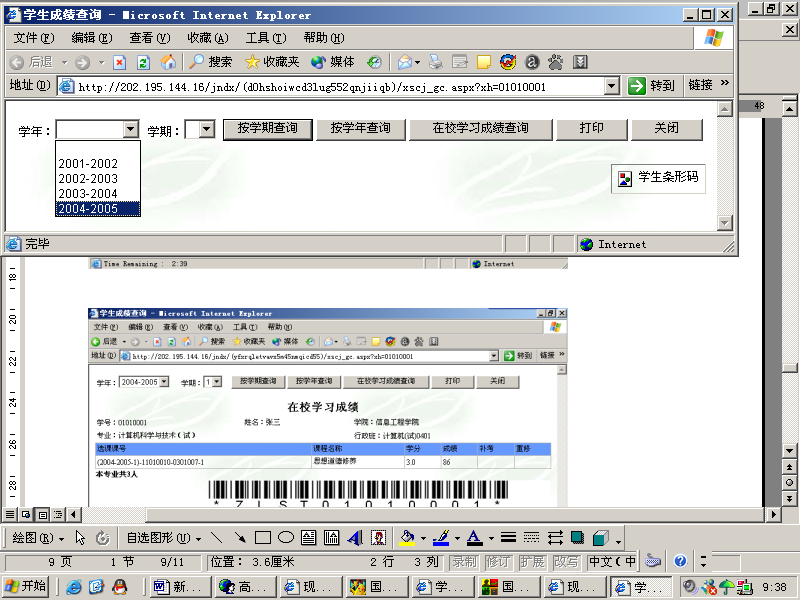 学生成绩查询 - Microsoft Internet Explorer
文件(F) 编辑(E) 查看(V) 收藏(A) 工具(T) 帮助(H)
后退 搜索 收藏夹 媒体
地址(D) http://202.195.144.16/jndx/(d0hshoiwcd3lug552qnjiiqb)/xscj_gc.aspx?xh=01010001 转到 链接 »
48
学年： 学期： 按学期查询 按学年查询 在校学习成绩查询 打印 关闭
2001-2002
2002-2003
2003-2004
2004-2005
学生条形码
完毕 Internet
Time Remaining : 2:39 Internet
18
20
22
24
26
28
学生成绩查询 - Microsoft Internet Explorer
文件(F) 编辑(E) 查看(V) 收藏(A) 工具(T) 帮助(H)
后退 搜索 收藏夹 媒体
地址(D) 转到 链接 »
学年： 2004-2005 学期： 1 按学期查询 按学年查询 在校学习成绩查询 打印 关闭
在校学习成绩
学号：01010001 姓名：张三 学院：信息工程学院
专业：计算机科学与技术(试) 行政班：计算机(试)0401
选课课号 课程名称 学分 成绩 补考 重修
(2004-2005-1)-11010010-0301007-1 思想道德修养 3.0 86
本专业共3人
* Z J S T 0 1 0 1 0 0 0 1 *
绘图(R) 自选图形(U)
9 页 1 节 9/11 位置： 3.6厘米 2 行 3 列 录制 修订 扩展 改写 中文(中
开始 新... 高... 现... 国... 学... 国... 现... 学... 9:38